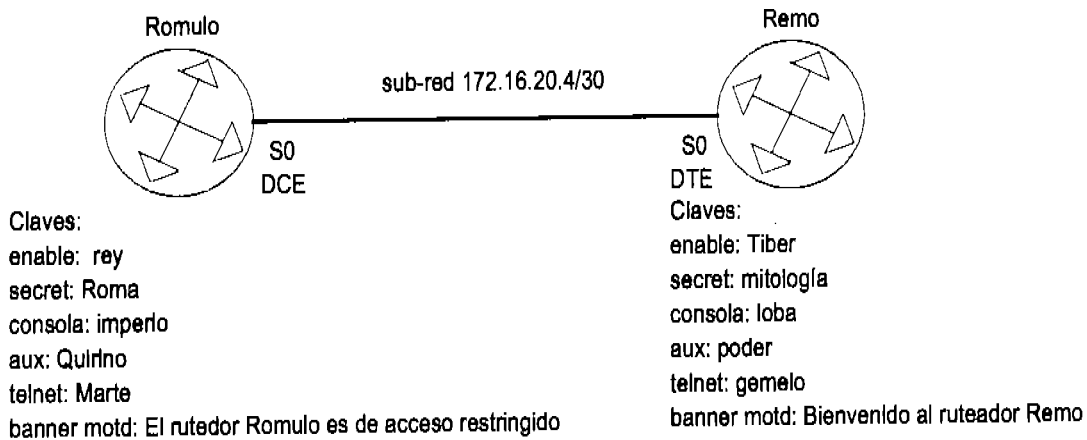 Romulo
Remo
sub-red 172.16.20.4/30
S0
DCE
S0
DTE
Claves:
enable: rey
secret: Roma
consola: imperio
aux: Quirino
telnet: Marte
banner motd: El rutedor Romulo es de acceso restringido
Claves:
enable: Tiber
secret: mitología
consola: loba
aux: poder
telnet: gemelo
banner motd: Bienvenido al ruteador Remo